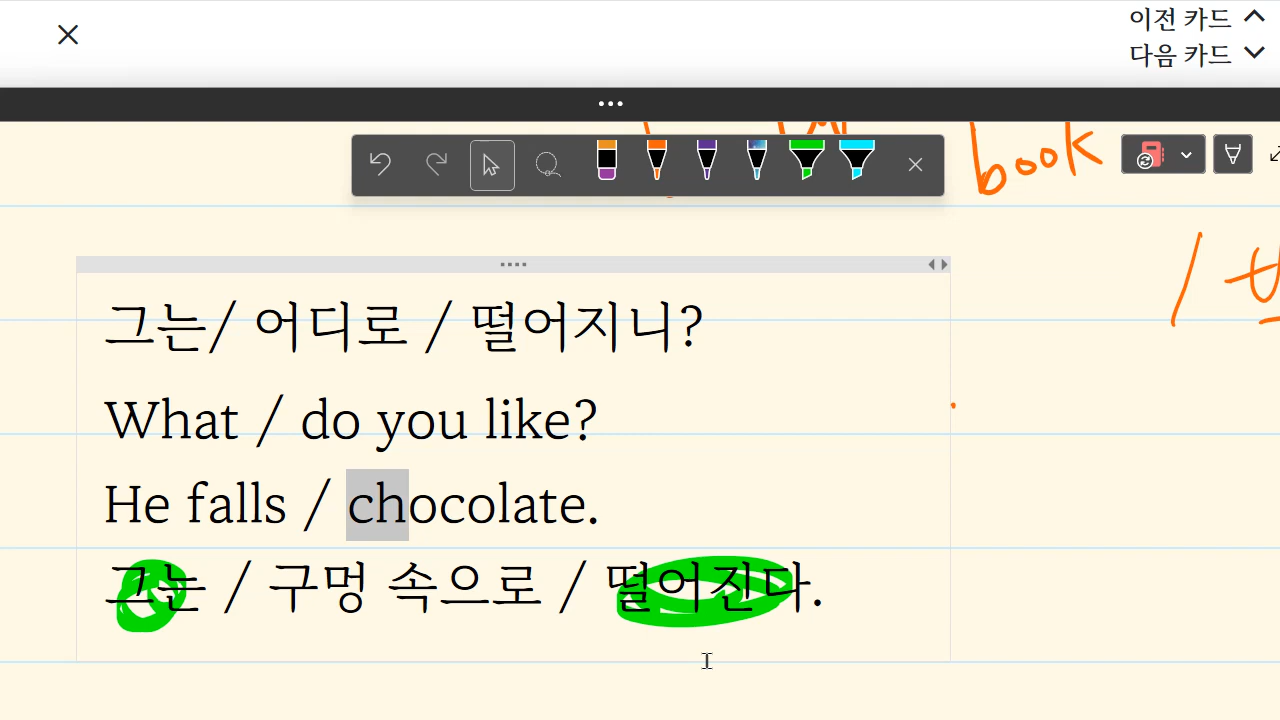 이전 카드
다음 카드
book
그는/ 어디로 / 떨어지니?
What / do you like?
He falls / chocolate.
그는 / 구멍 속으로 / 떨어진다.